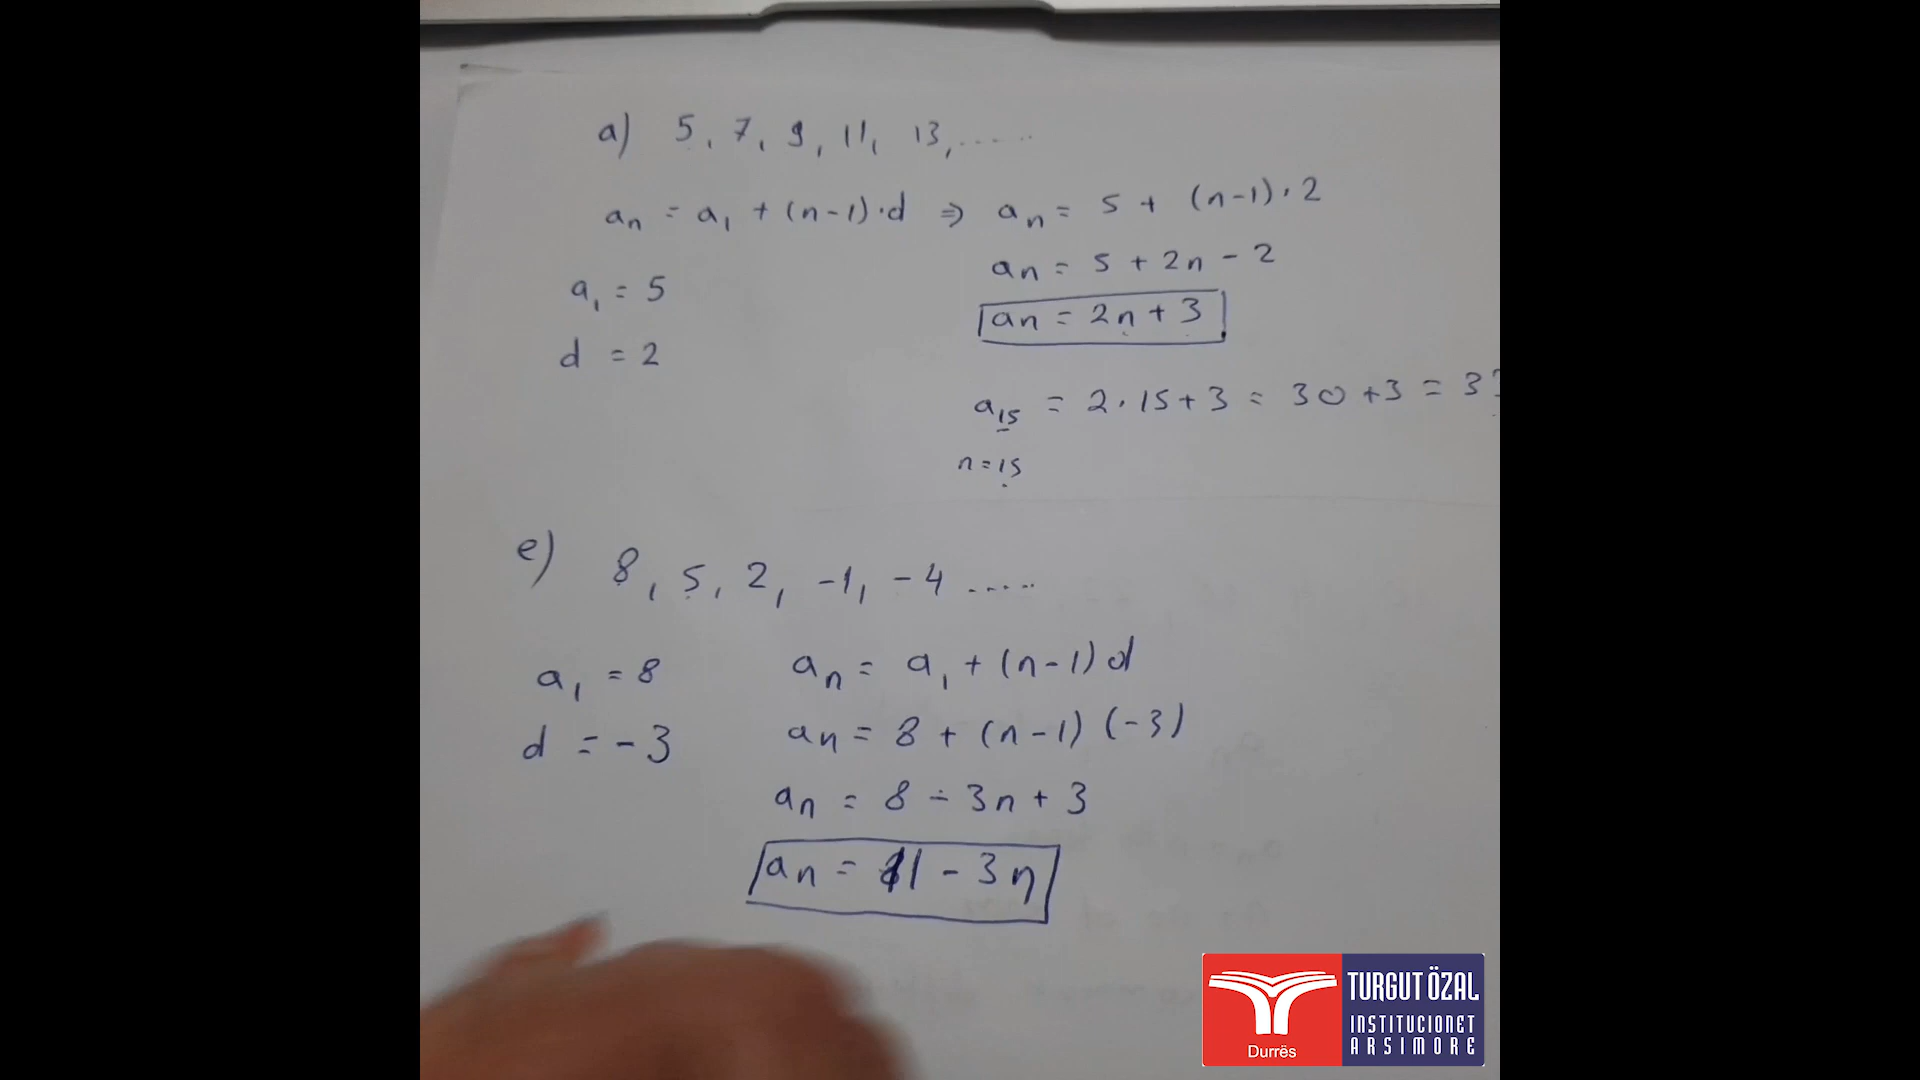 a) 5, 7, 9, 11, 13, .....
an = a1 + (n-1)·d ⇒ an = 5 + (n-1)·2
an = 5 + 2n - 2
a1 = 5
an = 2n + 3
d = 2
a15 = 2·15 + 3 = 30 + 3 =
n = 15
e) 8, 5, 2, -1, -4 .....
a1 = 8
an = a1 + (n-1) d
d = -3
an = 8 + (n-1) (-3)
an = 8 - 3n + 3
an = 11 - 3n
TURGUT ÖZAL
INSTITUCIONET
ARSIMORE
Durrës